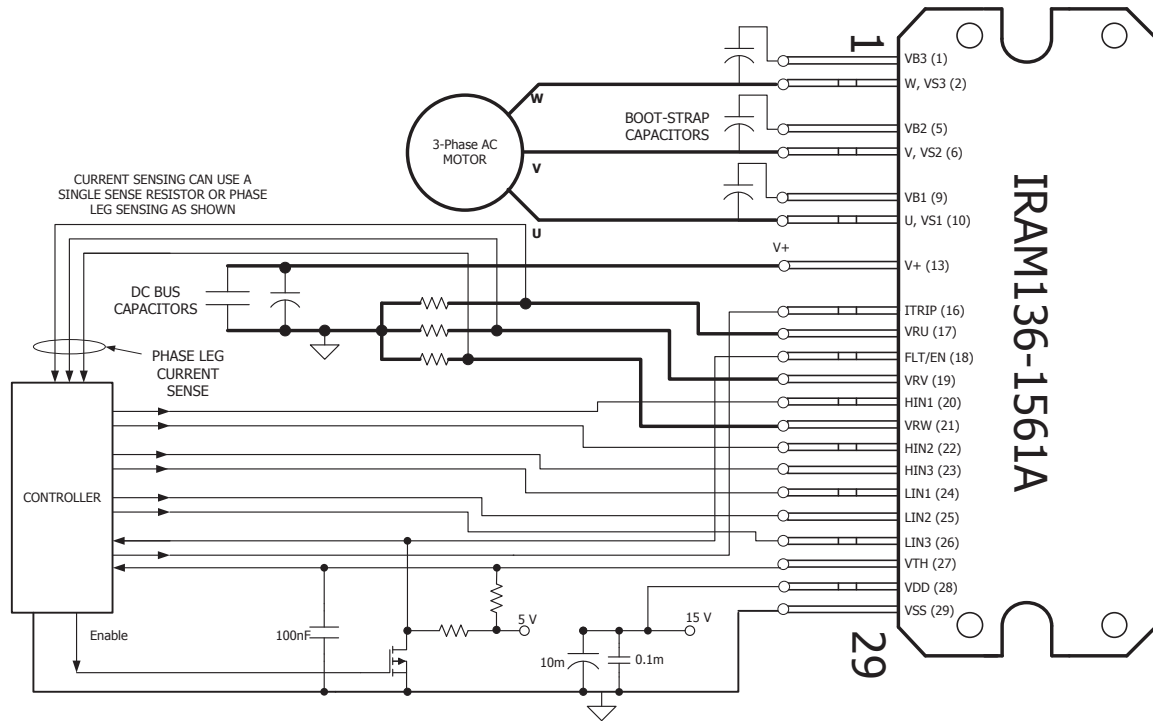 1
VB3 (1)
W, VS3 (2)
W
BOOT-STRAP
CAPACITORS
VB2 (5)
3-Phase AC
MOTOR
V, VS2 (6)
V
CURRENT SENSING CAN USE A
SINGLE SENSE RESISTOR OR PHASE
LEG SENSING AS SHOWN
VB1 (9)
U, VS1 (10)
U
V+
V+ (13)
DC BUS
CAPACITORS
ITRIP (16)
VRU (17)
PHASE LEG
CURRENT
SENSE
FLT/EN (18)
VRV (19)
HIN1 (20)
VRW (21)
HIN2 (22)
HIN3 (23)
CONTROLLER
LIN1 (24)
LIN2 (25)
LIN3 (26)
VTH (27)
VDD (28)
VSS (29)
IRAM136-1561A
Enable
100nF
5 V
15 V
10m
0.1m
29